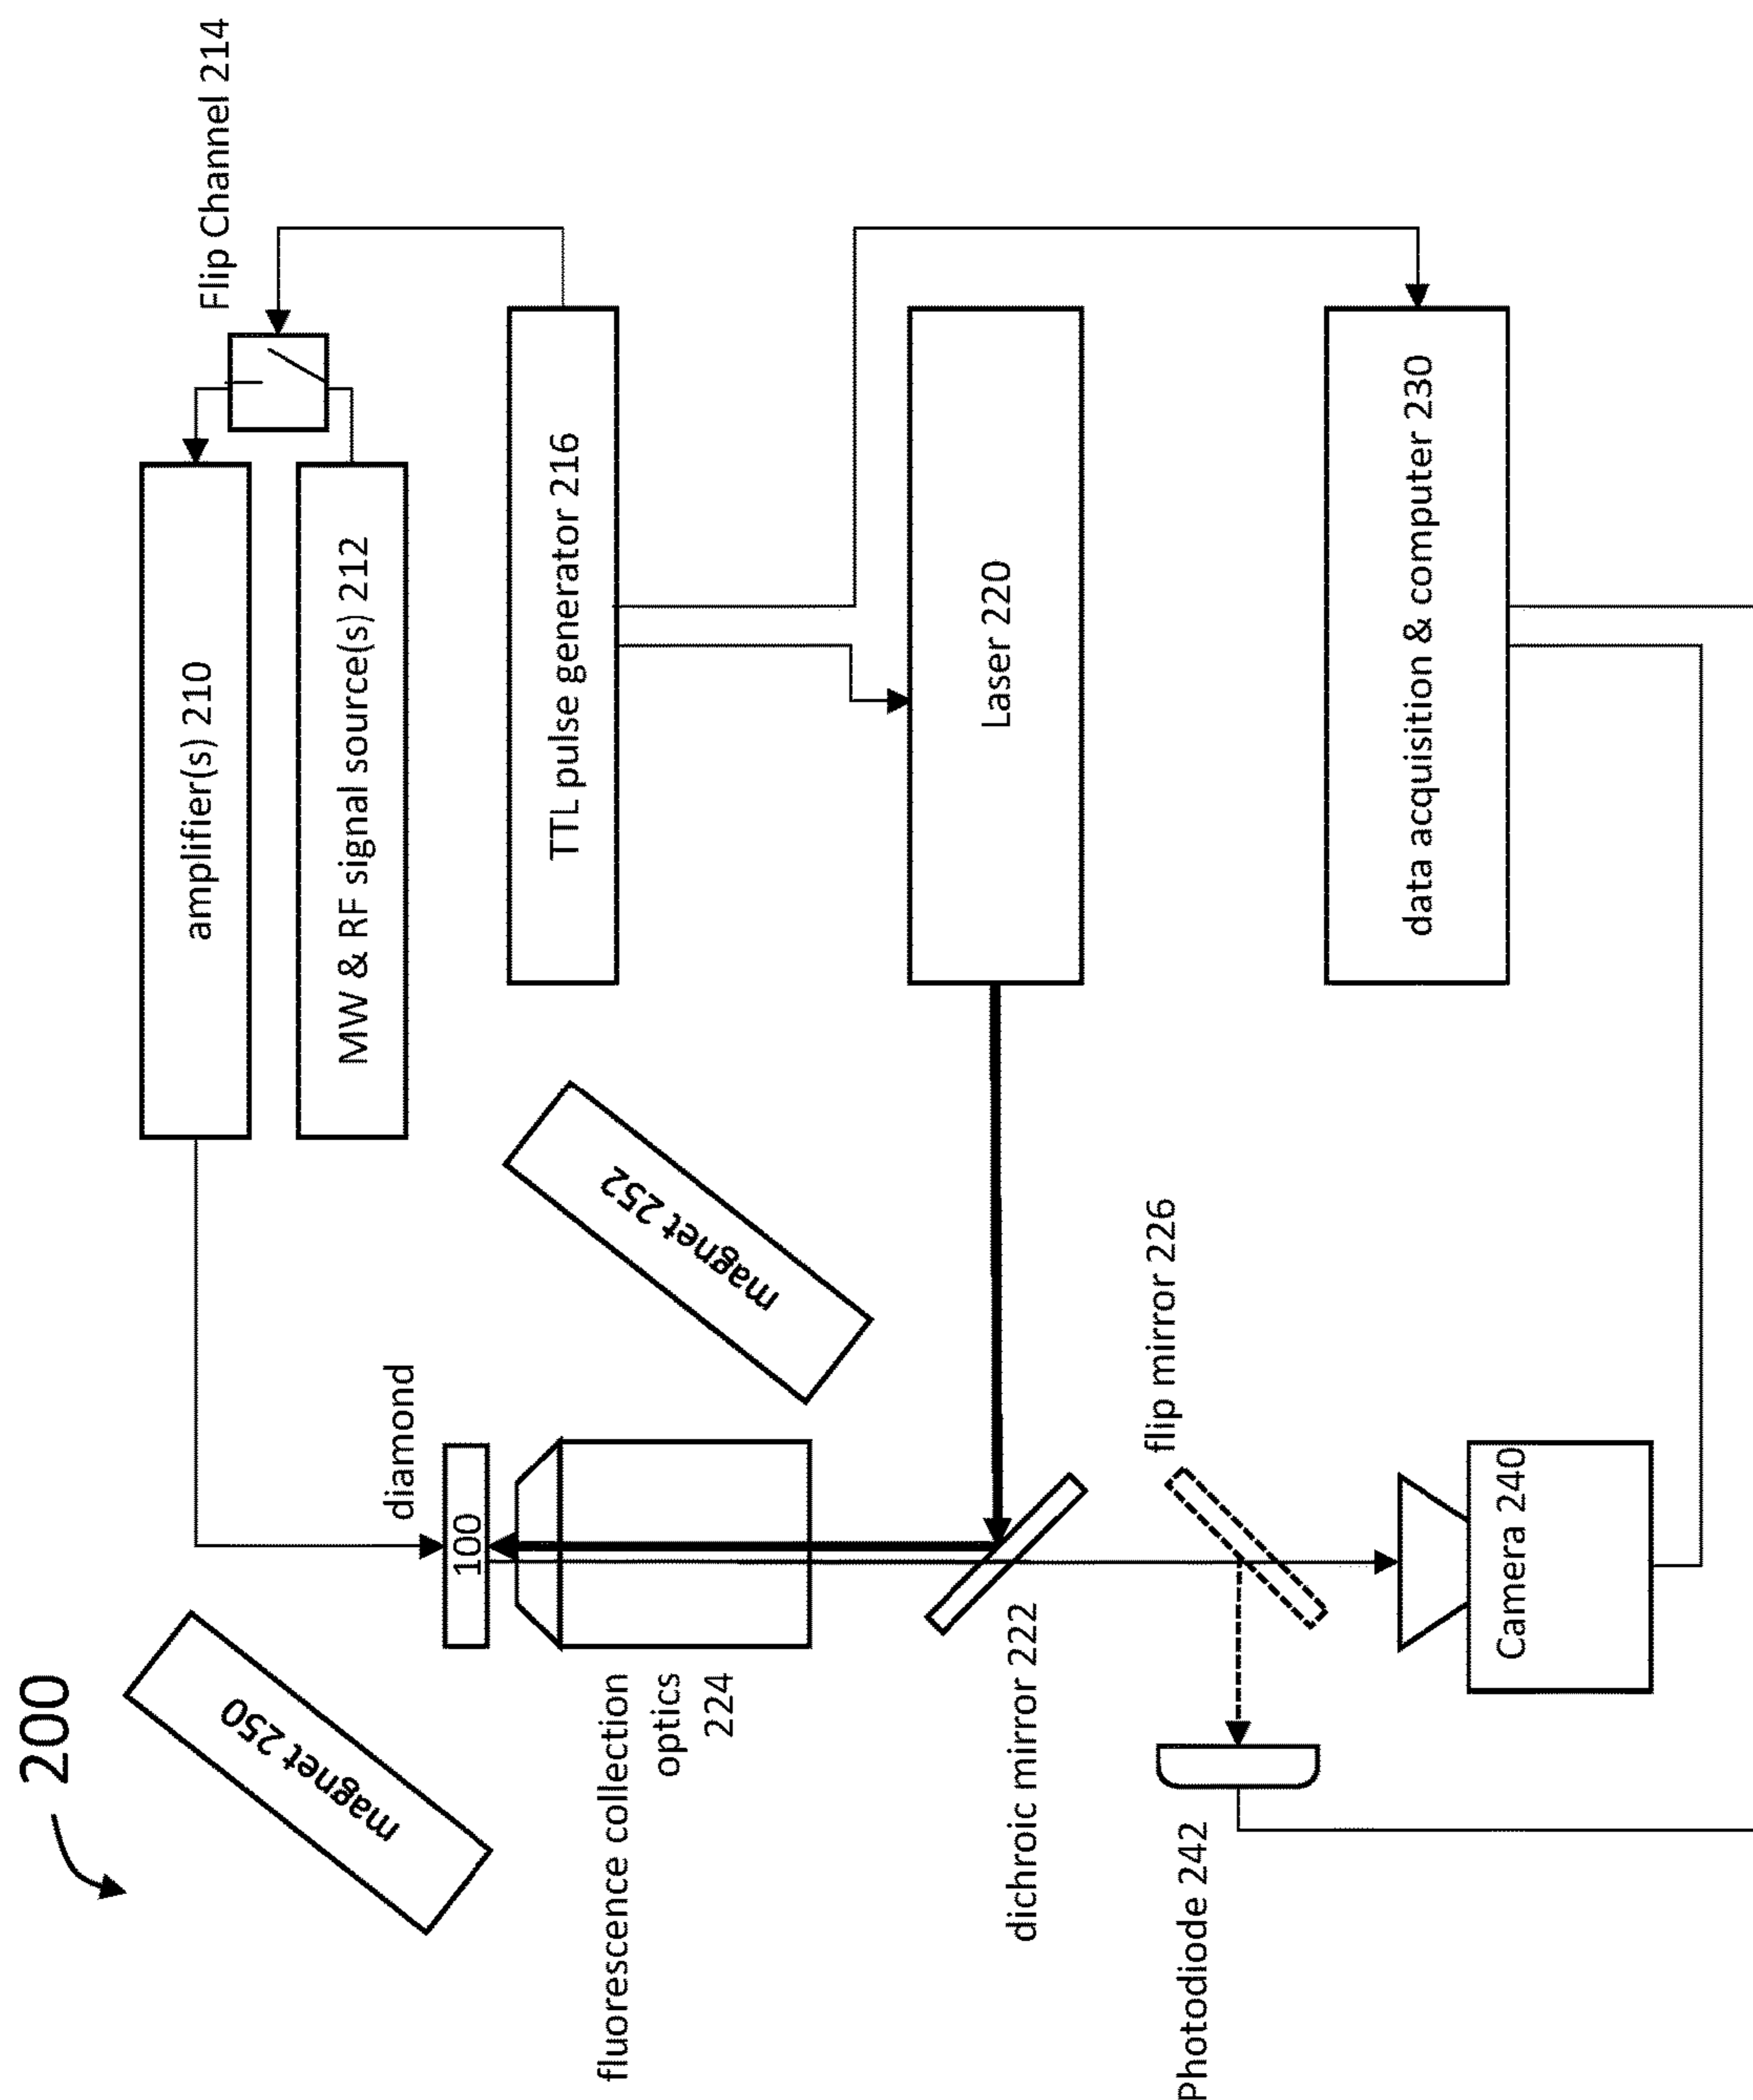 200
Flip Channel 214
amplifier(s) 210
MW & RF signal source(s) 212
TTL pulse generator 216
Laser 220
data acquisition & computer 230
magnet 250
magnet 252
diamond
100
fluorescence collection
optics
224
dichroic mirror 222
flip mirror 226
Photodiode 242
Camera 240